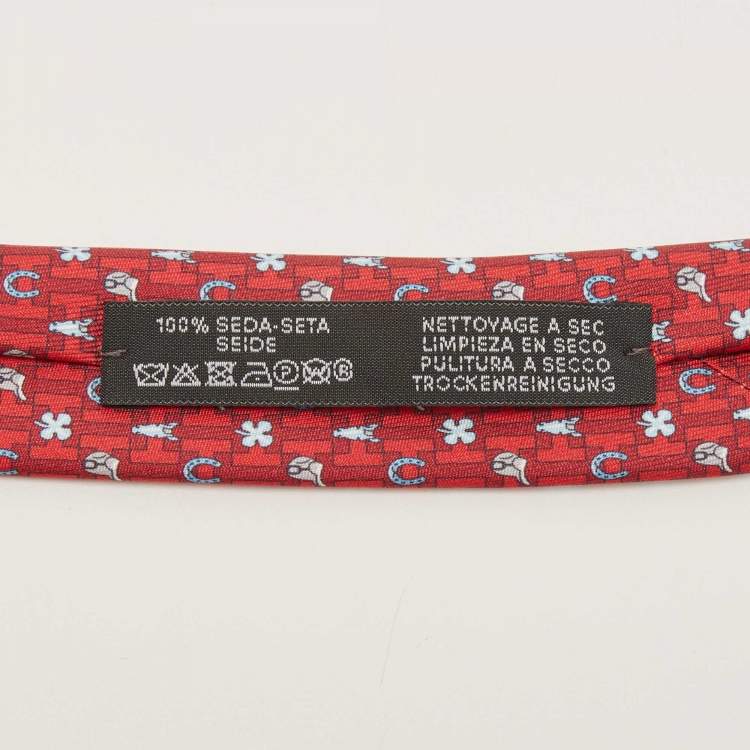 100% SEDA-SETA
SEIDE
NETTOYAGE A SEC
LIMPIEZA EN SECO
PULITURA A SECCO
TROCKENREINIGUNG